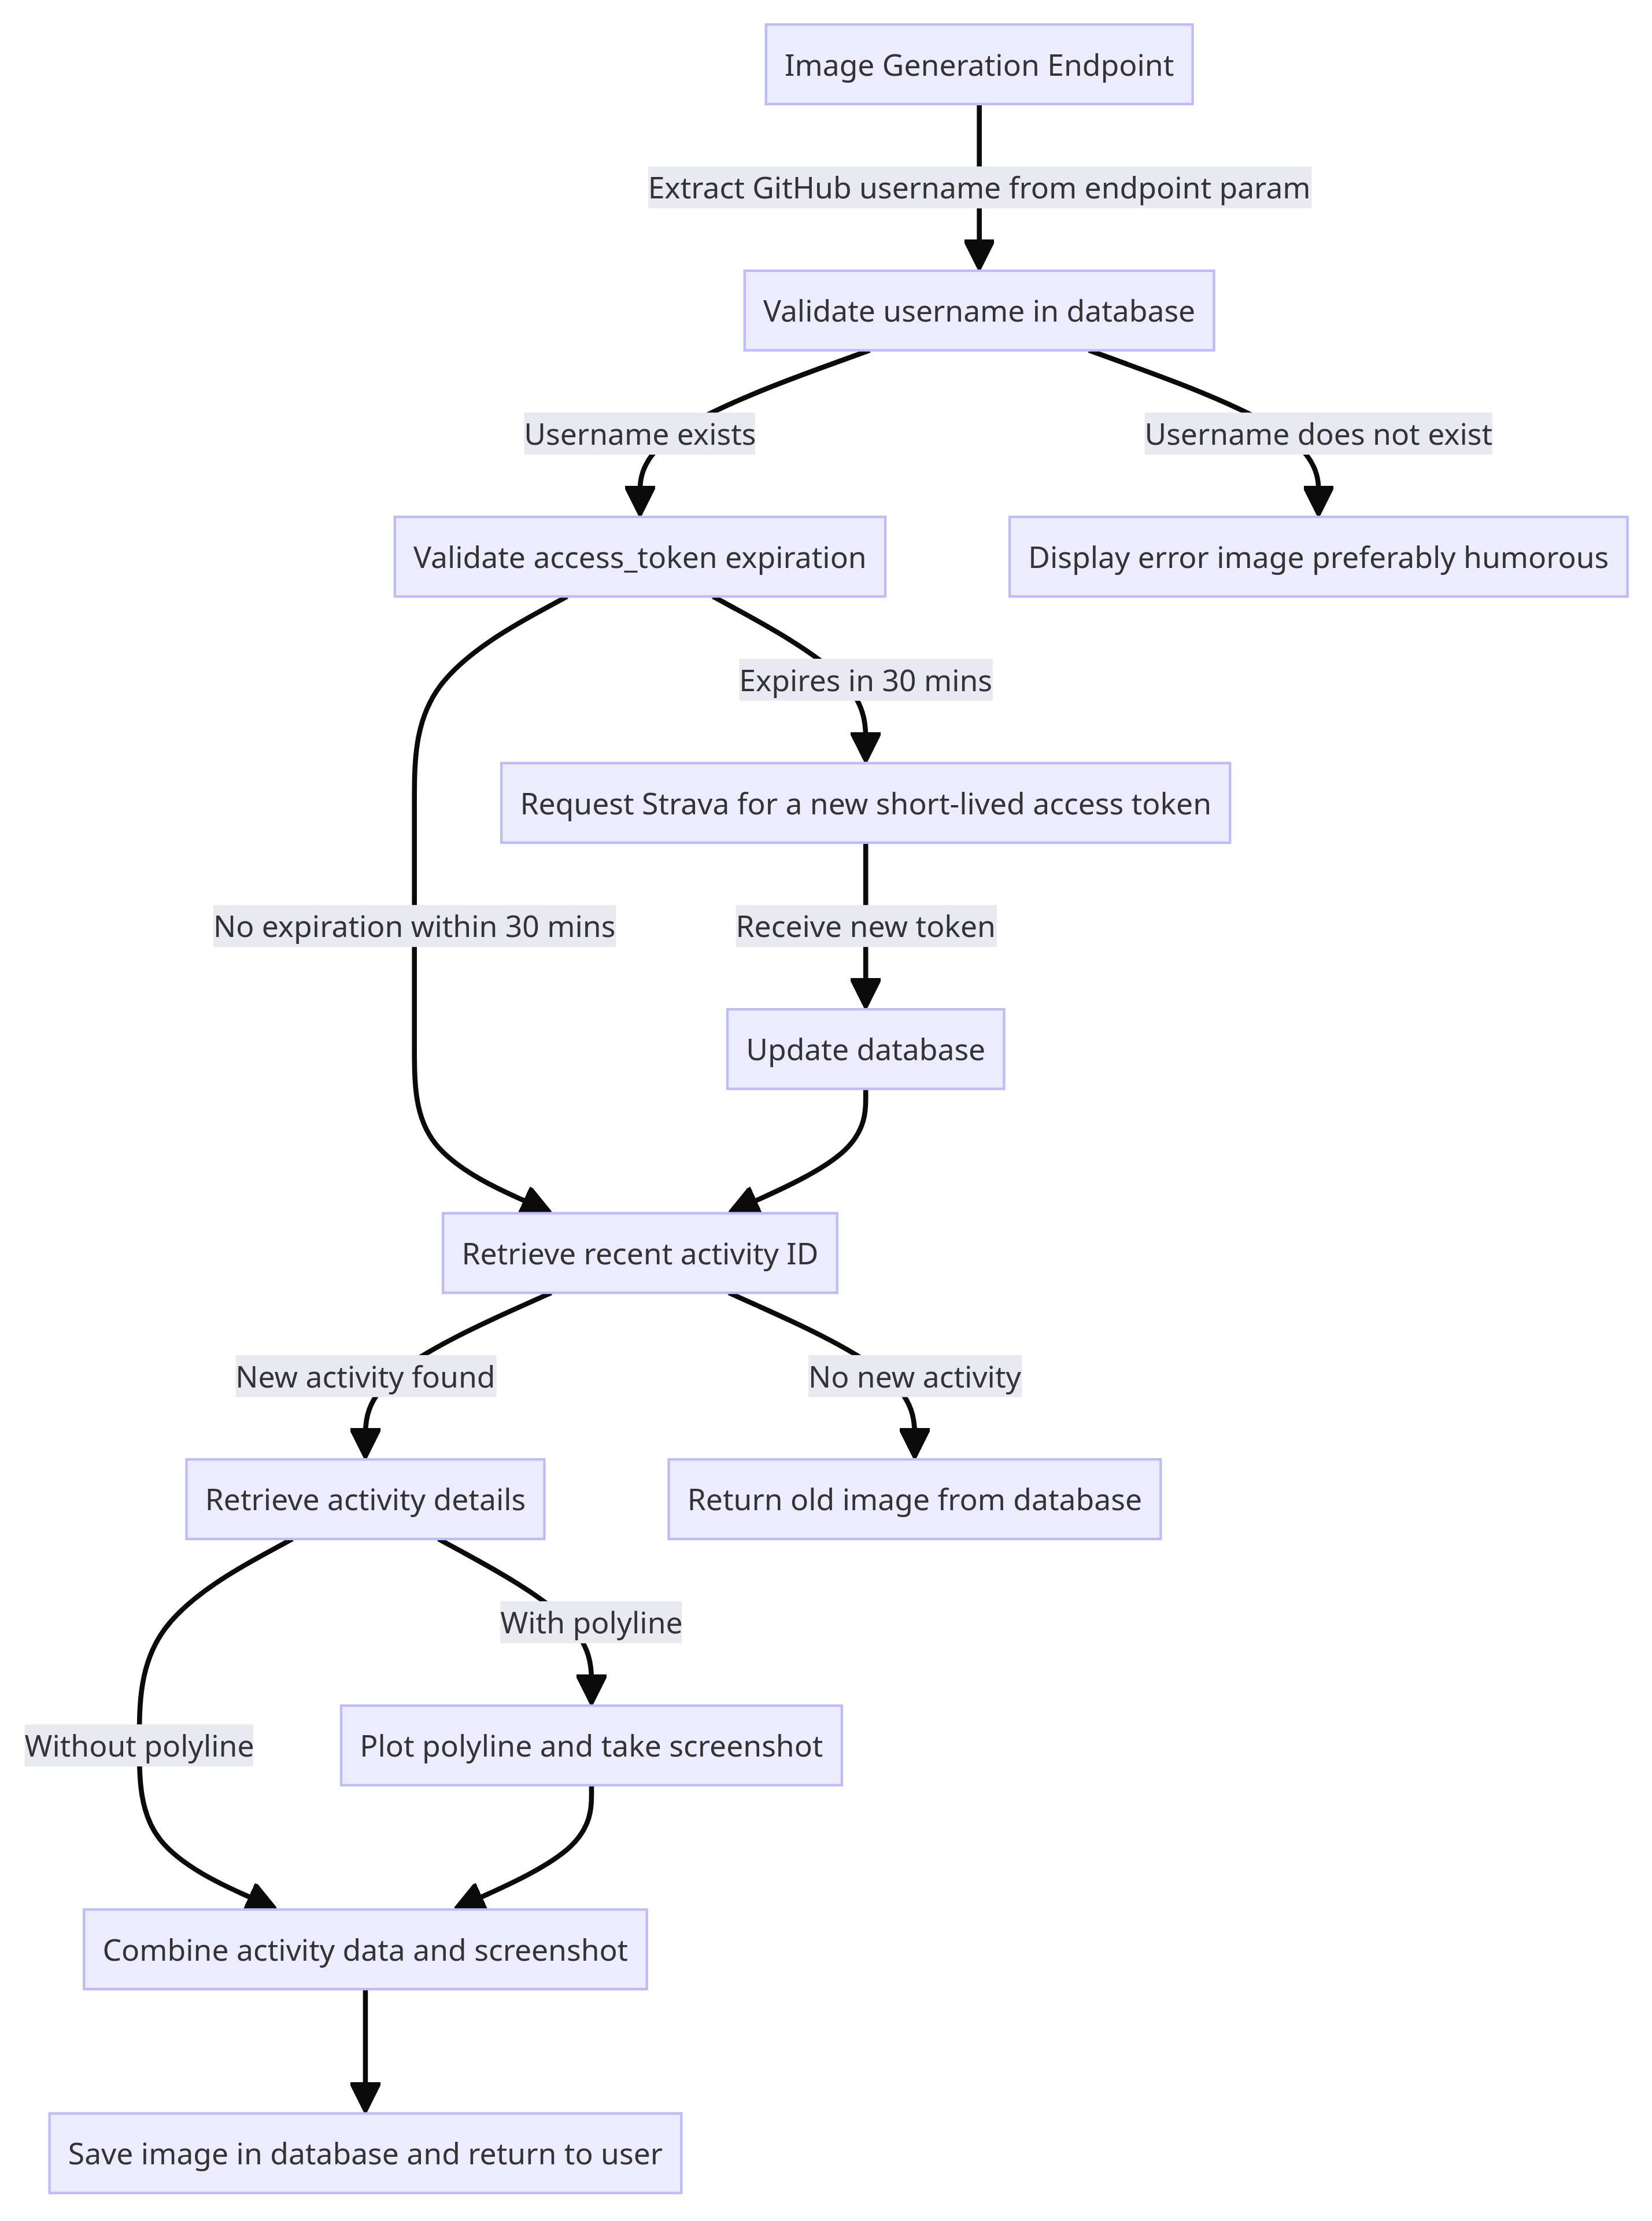 Image Generation Endpoint
Extract GitHub username from endpoint param
Validate username in database
Username exists
Username does not exist
Validate access_token expiration
Display error image preferably humorous
Expires in 30 mins
Request Strava for a new short-lived access token
No expiration within 30 mins
Receive new token
Update database
Retrieve recent activity ID
New activity found
No new activity
Retrieve activity details
Return old image from database
With polyline
Without polyline
Plot polyline and take screenshot
Combine activity data and screenshot
Save image in database and return to user